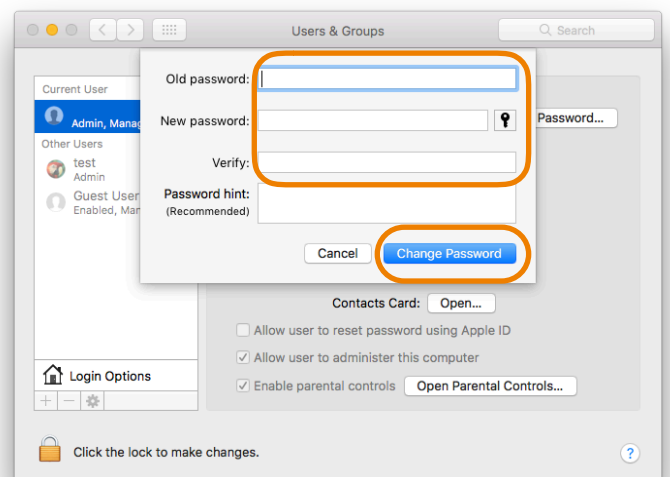 Users & Groups
Search
Current User
Admin, Manag
Other Users
test
Admin
Guest User
Enabled, Mar
Login Options
Old password:
New password:
Verify:
Password hint:
(Recommended)
Cancel
Change Password
Password...
Contacts Card:
Open...
Allow user to reset password using Apple ID
Allow user to administer this computer
Enable parental controls
Open Parental Controls...
Click the lock to make changes.
?